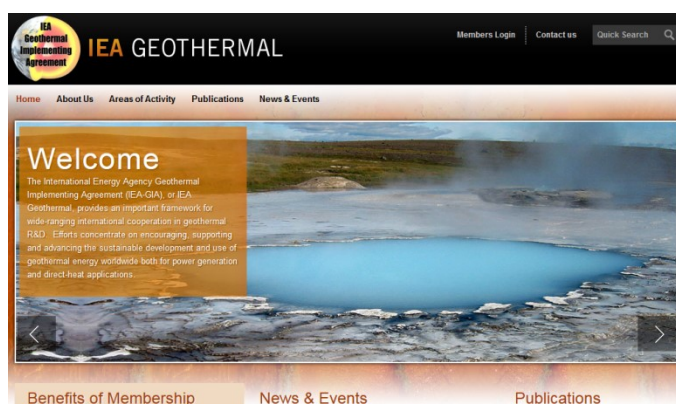 IEA
Geothermal
Implementing
Agreement
IEA GEOTHERMAL
Members Login
Contact us
Quick Search
Home
About Us
Areas of Activity
Publications
News & Events
Welcome
The International Energy Agency Geothermal
Implementing Agreement (IEA-GIA), or IEA
Geothermal, provides an important framework for
wide-ranging international cooperation in geothermal
R&D. Efforts concentrate on encouraging, supporting
and advancing the sustainable development and use of
geothermal energy worldwide both for power generation
and direct-heat applications.
Benefits of Membership
News & Events
Publications